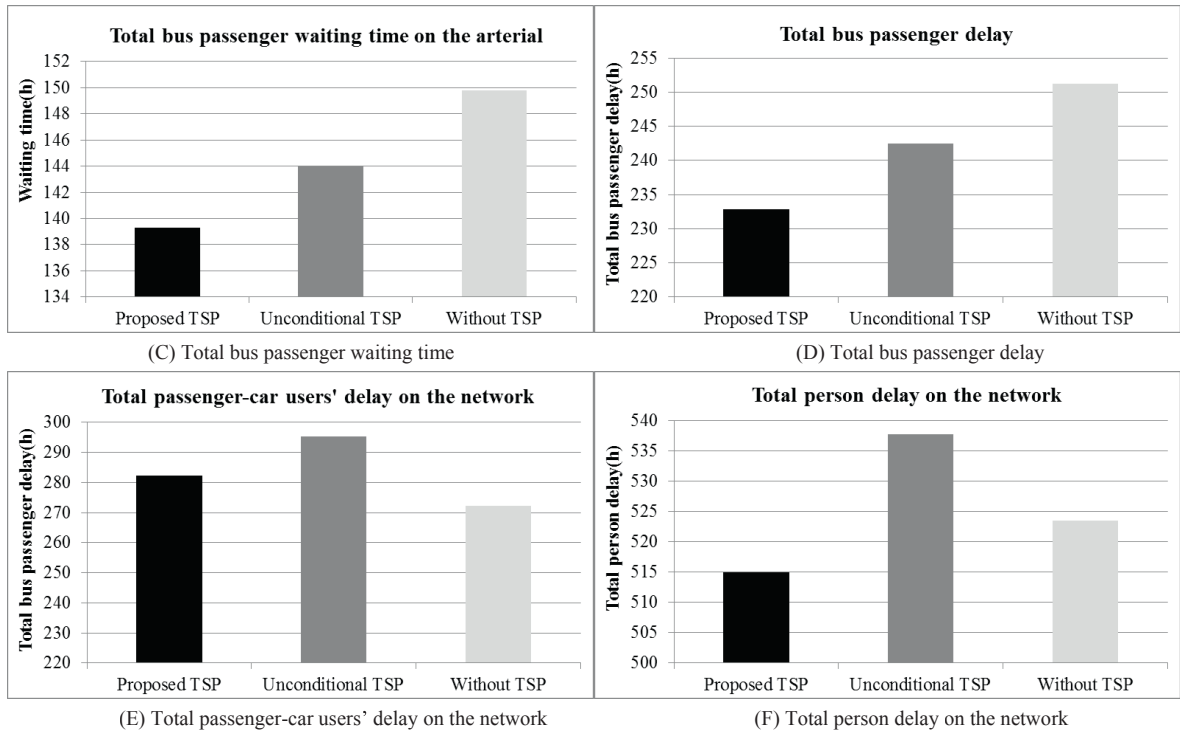 Total bus passenger waiting time on the arterial
Waiting time(h)
152
150
148
146
144
142
140
138
136
134
Proposed TSP Unconditional TSP Without TSP
(C) Total bus passenger waiting time
Total bus passenger delay
Total bus passenger delay(h)
255
250
245
240
235
230
225
220
Proposed TSP Unconditional TSP Without TSP
(D) Total bus passenger delay
Total passenger-car users' delay on the network
Total bus passenger delay(h)
300
290
280
270
260
250
240
230
220
Proposed TSP Unconditional TSP Without TSP
(E) Total passenger-car users’ delay on the network
Total person delay on the network
Total person delay(h)
540
535
530
525
520
515
510
505
500
Proposed TSP Unconditional TSP Without TSP
(F) Total person delay on the network